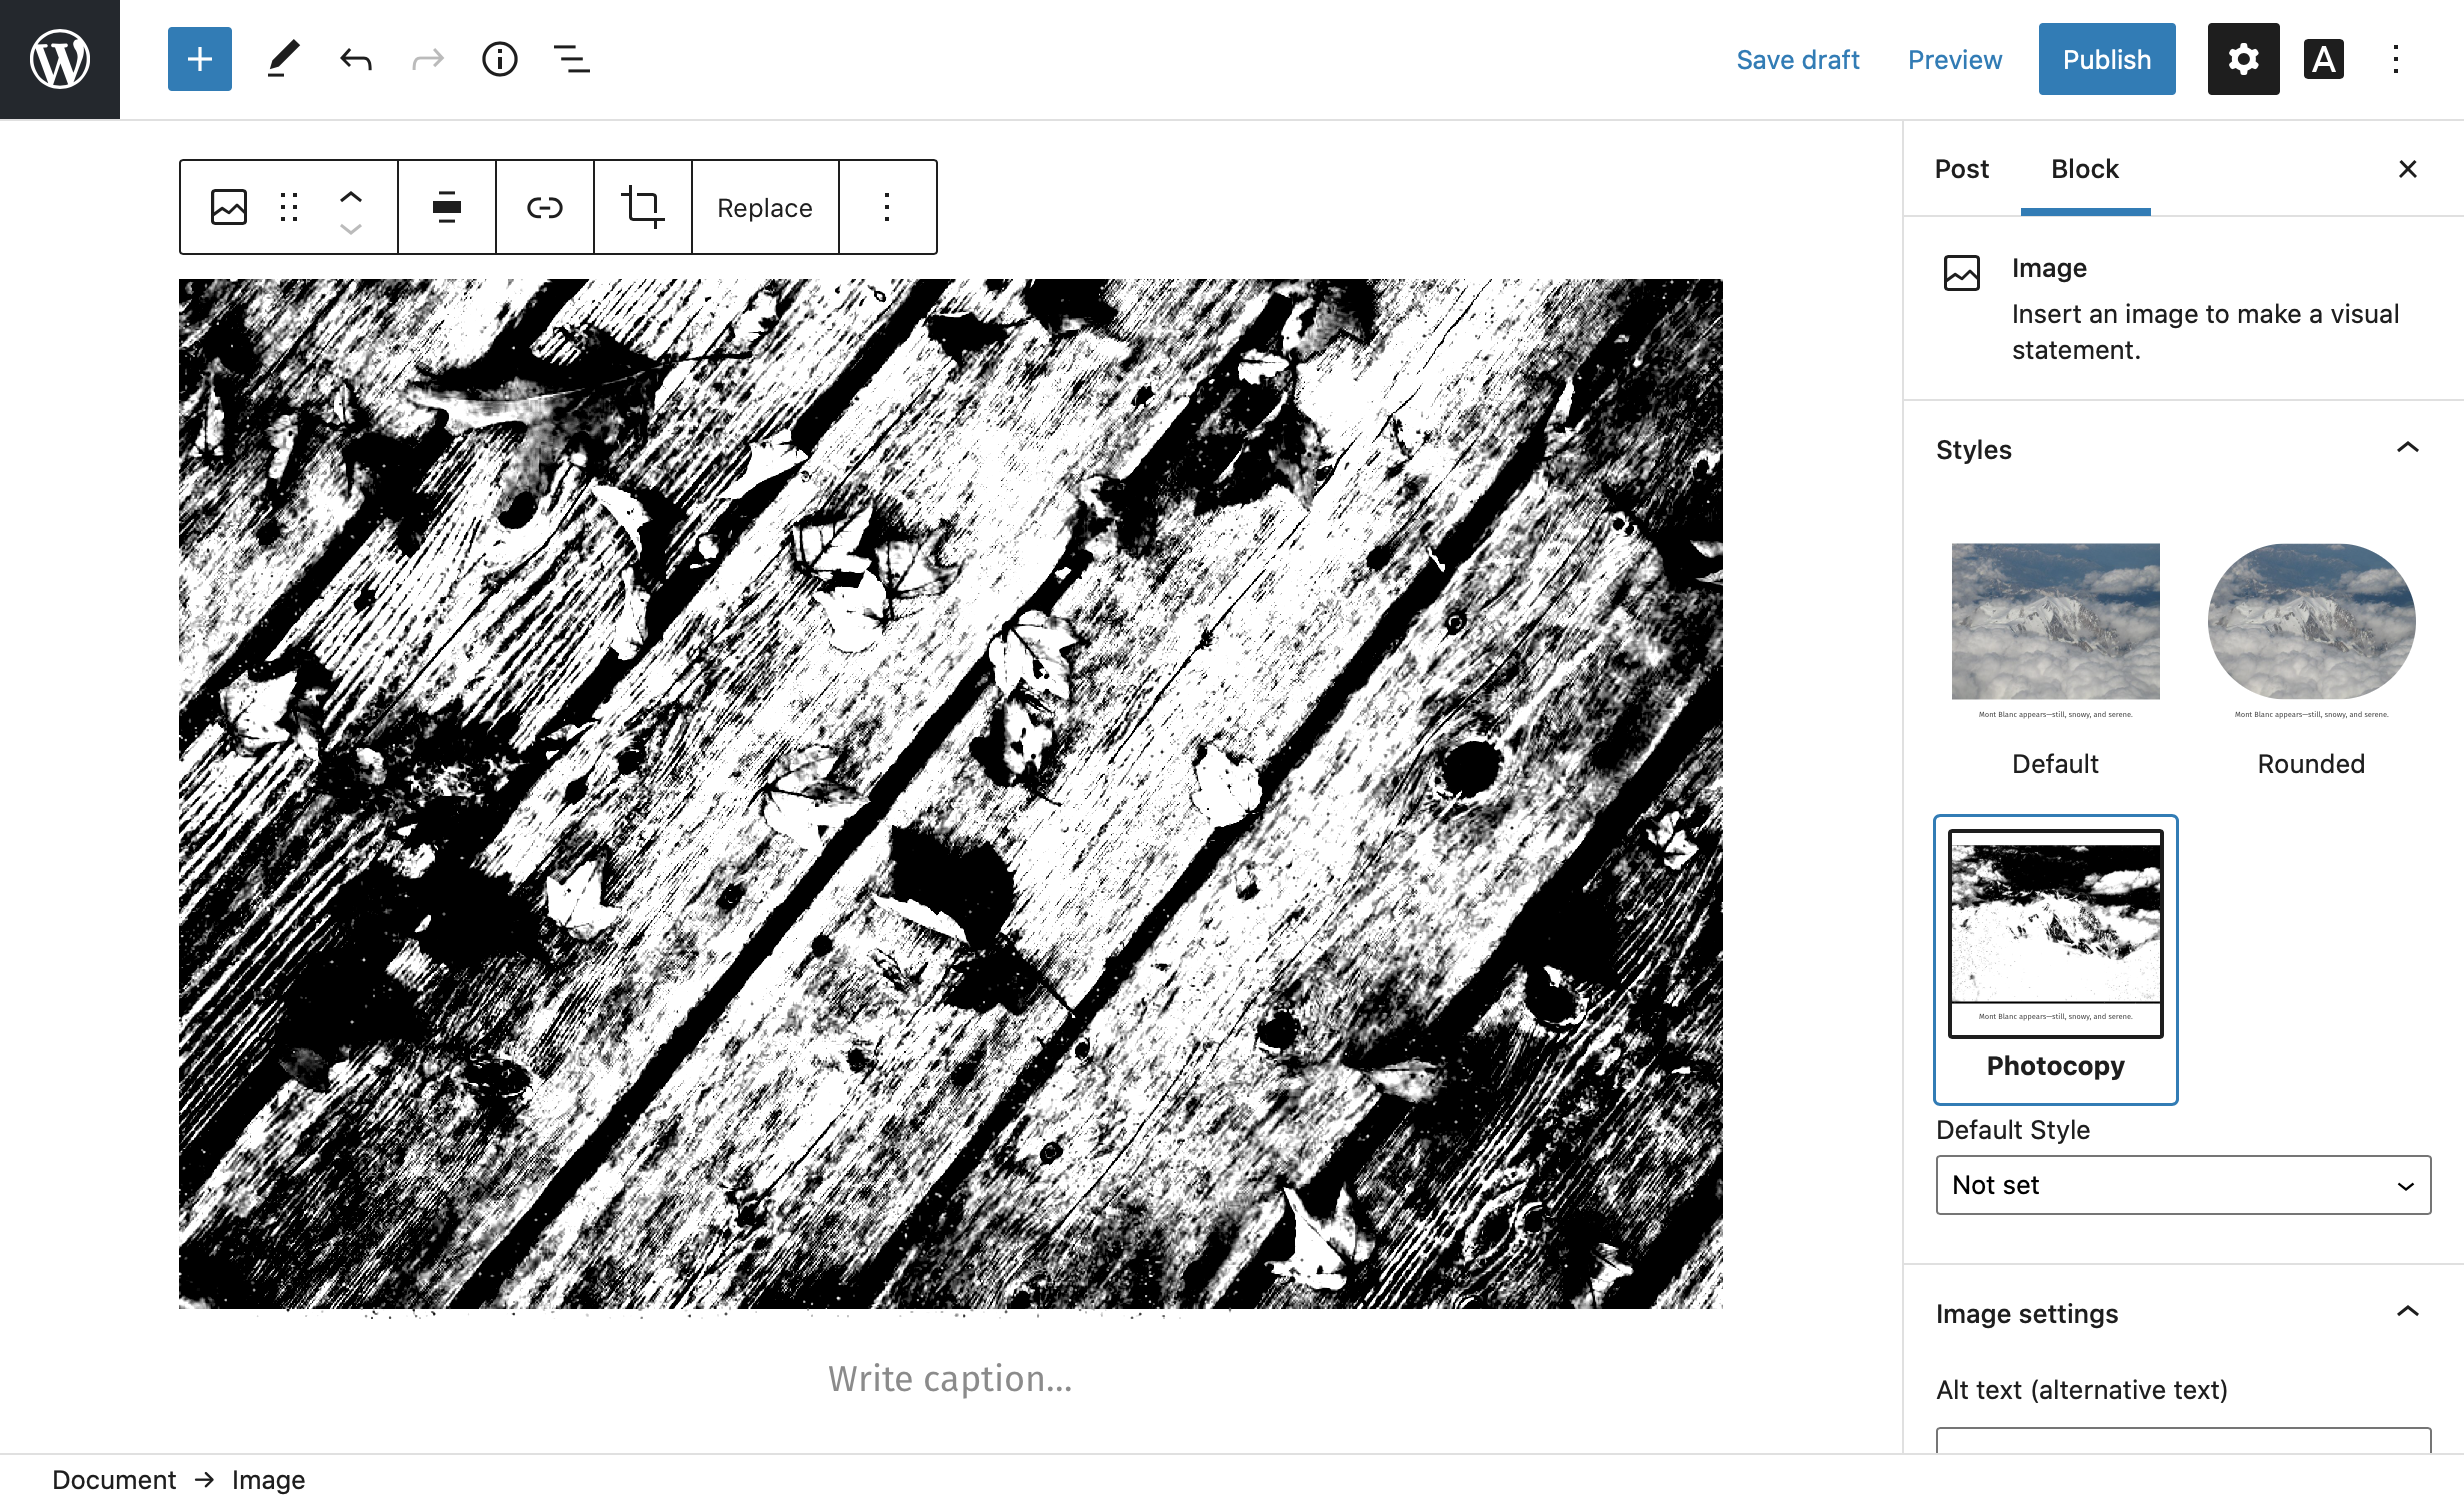 Save draft
Preview
Publish
A
Replace
Post
Block
Image
Insert an image to make a visual
statement.
Styles
Mont Blanc appears—still, snowy, and serene.
Default
Mont Blanc appears—still, snowy, and serene.
Rounded
Mont Blanc appears—still, snowy, and serene.
Photocopy
Default Style
Not set
Image settings
Alt text (alternative text)
Write caption...
Document → Image